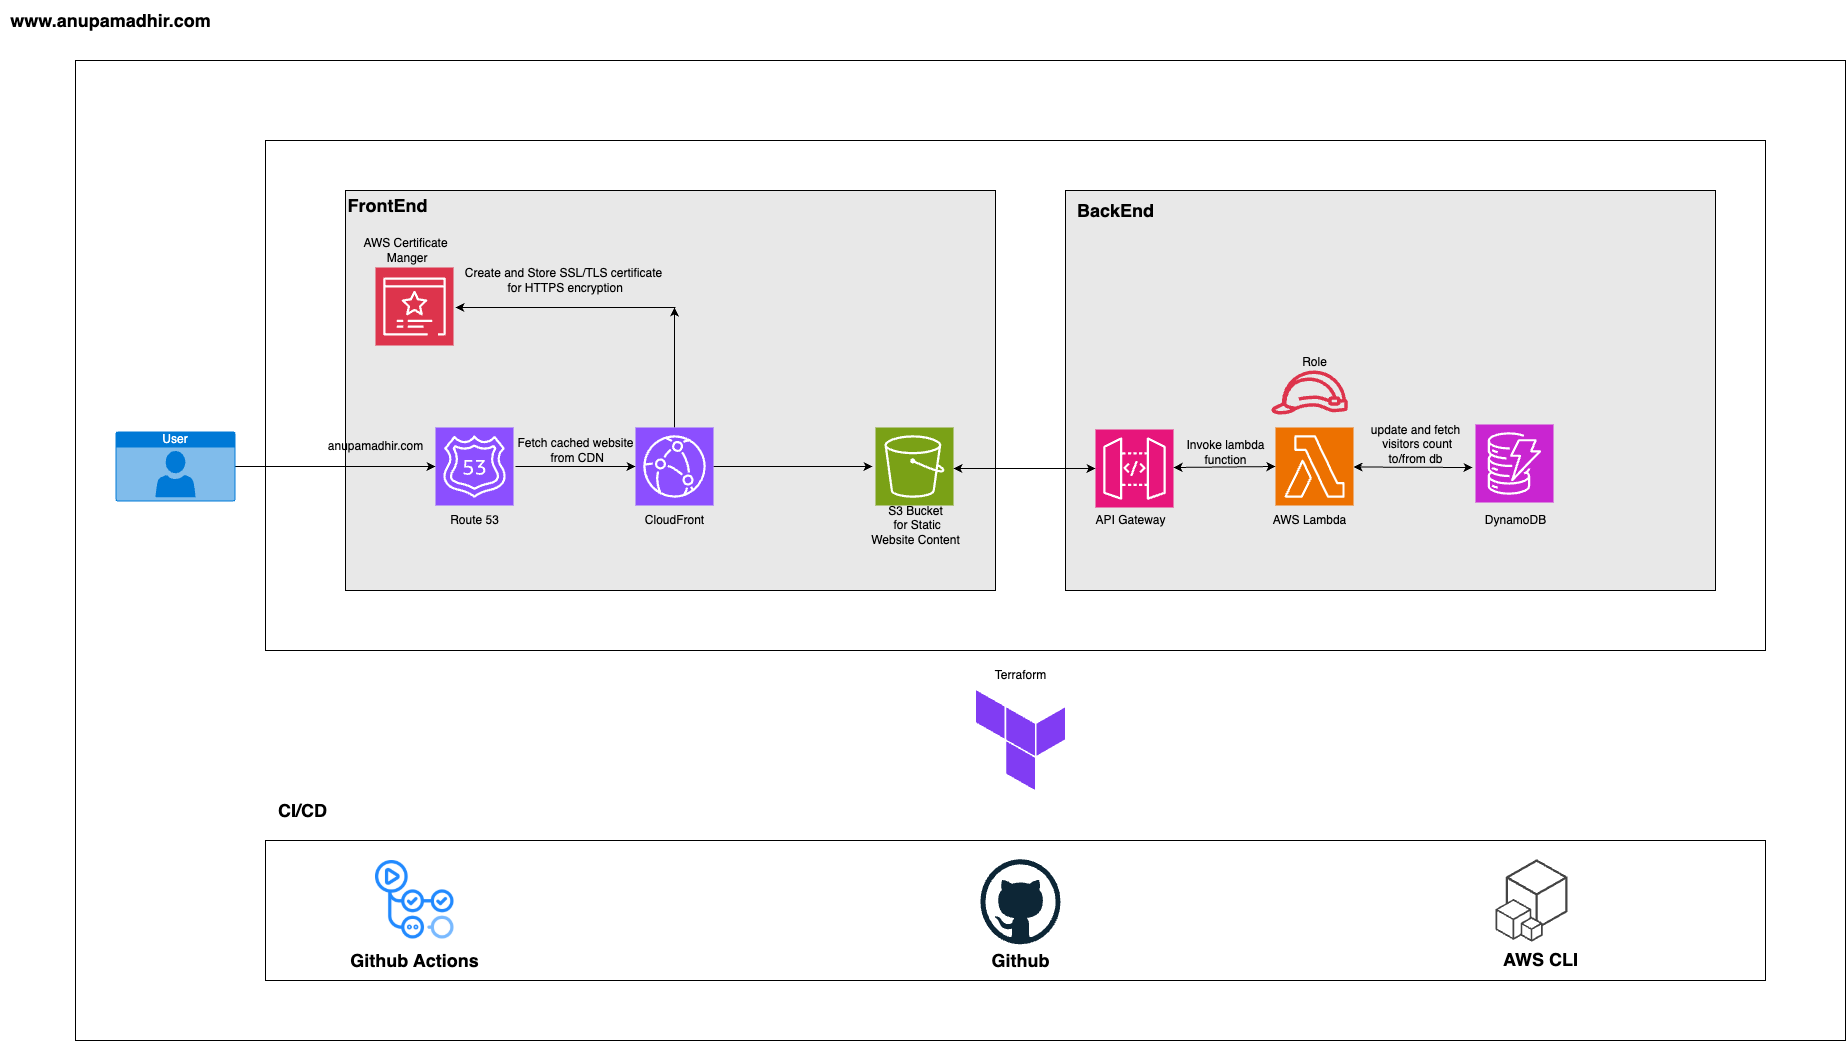 www.anupamadhir.com
FrontEnd
AWS Certificate
Manger
Create and Store SSL/TLS certificate
for HTTPS encryption
User
anupamadhir.com
53
Route 53
Fetch cached website
from CDN
CloudFront
S3 Bucket
for Static
Website Content
BackEnd
Role
API Gateway
</>
Invoke lambda
function
AWS Lambda
update and fetch
visitors count
to/from db
DynamoDB
Terraform
CI/CD
Github Actions
Github
AWS CLI